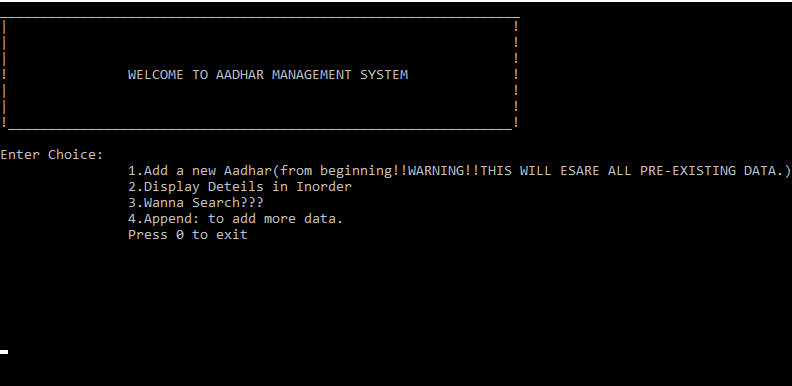 WELCOME TO AADHAR MANAGEMENT SYSTEM
Enter Choice:
1.Add a new Aadhar(from beginning!!WARNING!!THIS WILL ESARE ALL PRE-EXISTING DATA.)
2.Display Deteils in Inorder
3.Wanna Search???
4.Append: to add more data.
Press 0 to exit